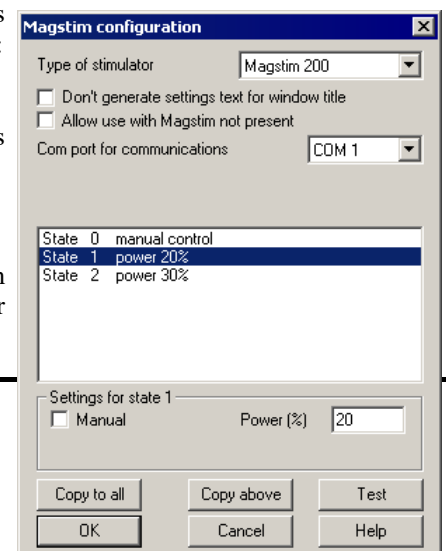 Magstim configuration
Type of stimulator Magstim 200
Don't generate settings text for window title
Allow use with Magstim not present
Com port for communications COM 1
State 0 manual control
State 1 power 20%
State 2 power 30%
Settings for state 1
Manual Power (%) 20
Copy to all Copy above Test
OK Cancel Help